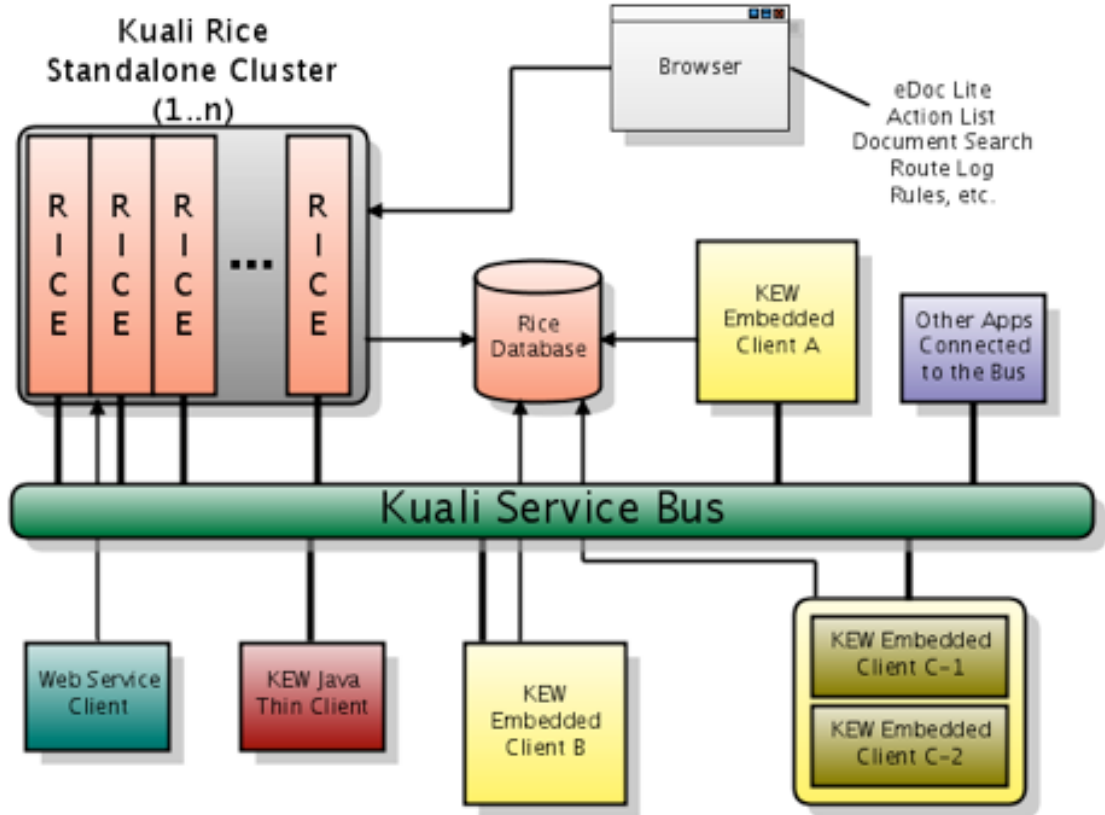 Kuali Rice
Standalone Cluster
(1..n)
Browser
eDoc Lite
Action List
Document Search
Route Log
Rules, etc.
R
I
C
E
R
I
C
E
R
I
C
E
...
R
I
C
E
Rice
Database
KEW
Embedded
Client A
Other Apps
Connected
to the Bus
Kuali Service Bus
Web Service
Client
KEW Java
Thin Client
KEW
Embedded
Client B
KEW Embedded
Client C-1
KEW Embedded
Client C-2